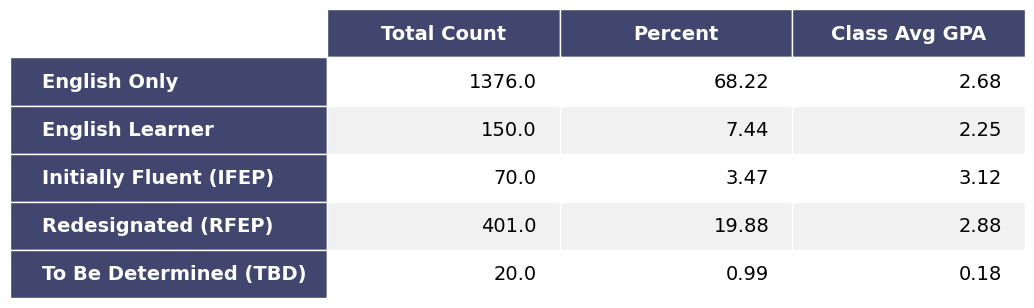 Total Count Percent Class Avg GPA
English Only 1376.0 68.22 2.68
English Learner 150.0 7.44 2.25
Initially Fluent (IFEP) 70.0 3.47 3.12
Redesignated (RFEP) 401.0 19.88 2.88
To Be Determined (TBD) 20.0 0.99 0.18